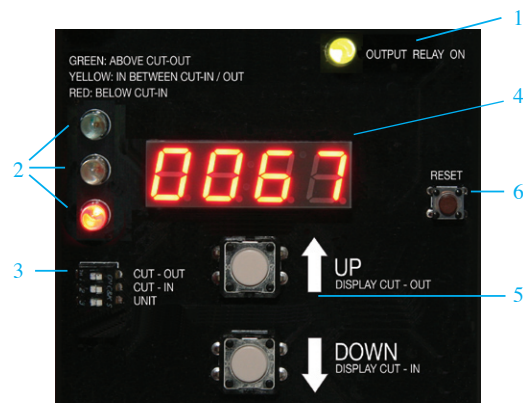 1
OUTPUT RELAY ON
GREEN: ABOVE CUT-OUT
YELLOW: IN BETWEEN CUT-IN / OUT
RED: BELOW CUT-IN
4
2
0067
RESET
6
3
CUT - OUT
CUT - IN
UNIT
UP
DISPLAY CUT - OUT
5
DOWN
DISPLAY CUT - IN